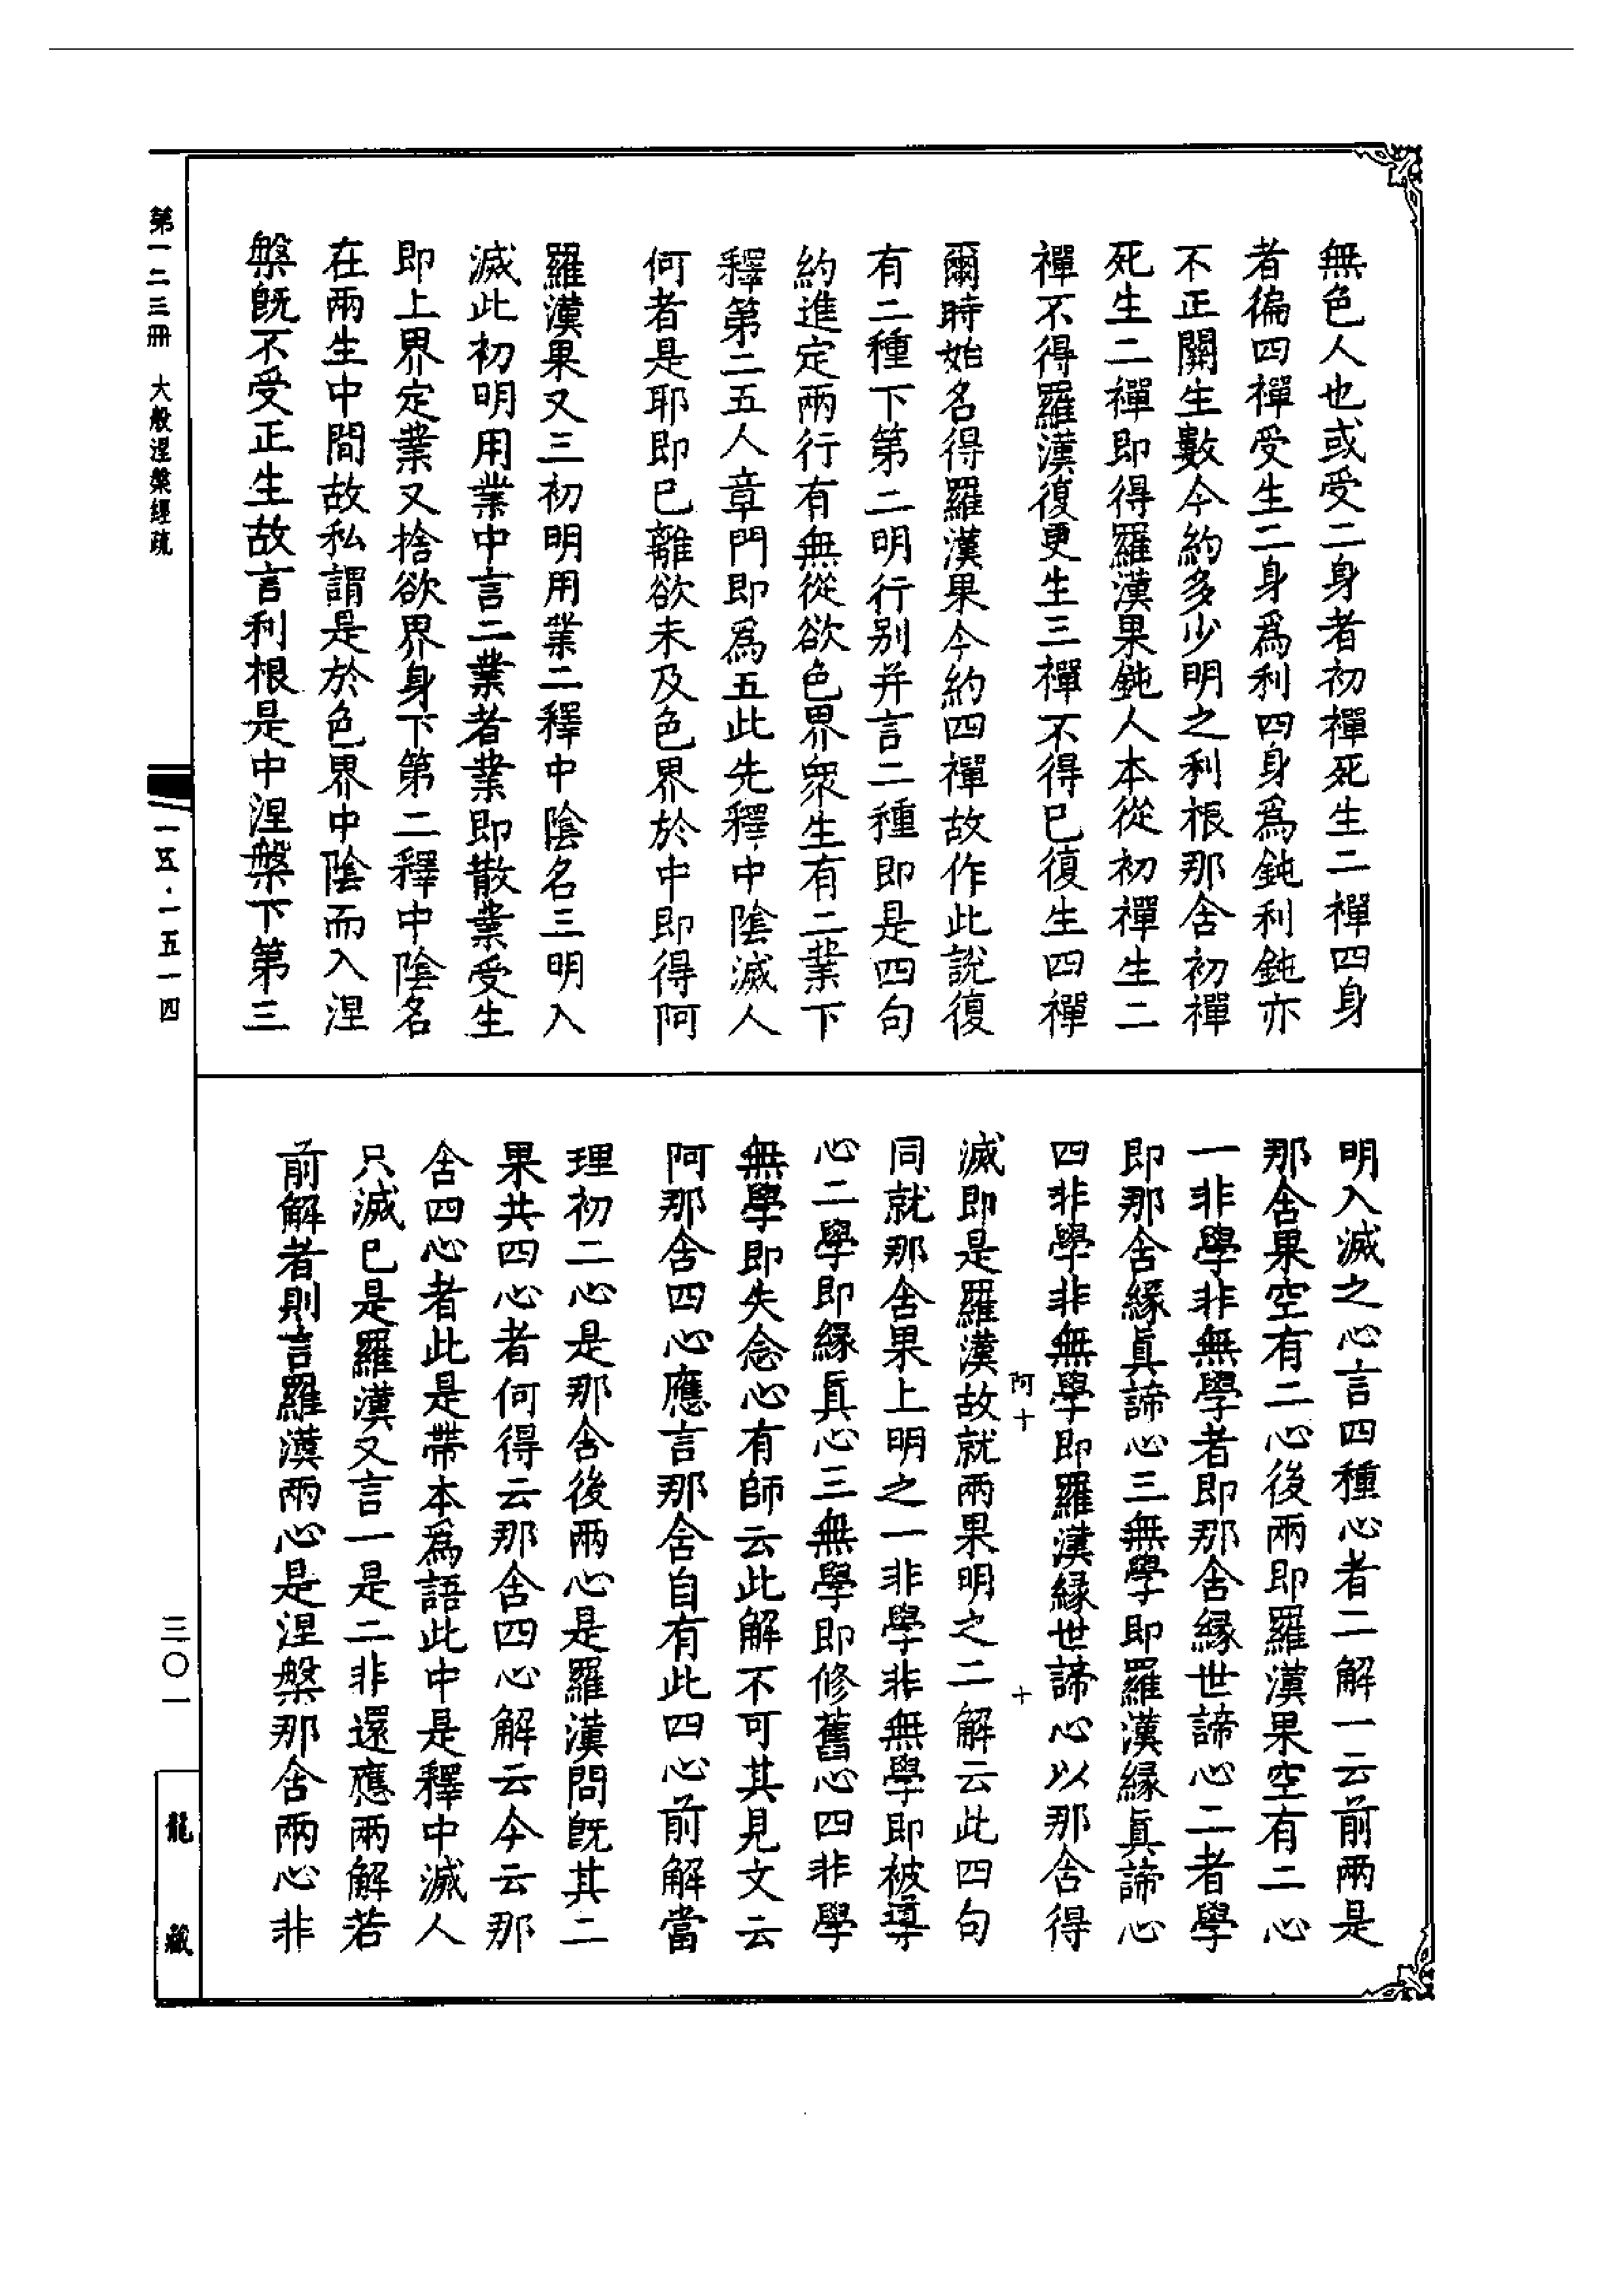 無色人也或受二身者初禪死生二禪四身
者徧四禪受生二身爲利四身爲鈍利鈍亦
不正關生數今約多少明之利根那含初禪
死生二禪即得羅漢果鈍人本從初禪生二
禪不得羅漢復更生三禪不得已復生四禪
爾時始名得羅漢果今約四禪故作此說復
有二種下第二明行别并言二種即是四句
約進定兩行有無從欲色界衆生有二業下
釋第二五人章門即爲五此先釋中陰滅人
何者是耶即已離欲未及色界於中即得阿
羅漢果又三初明用業二釋中陰名三明入
滅此初明用業中言二業者業即散業受生
即上界定業又捨欲界身下第二釋中陰名
在兩生中間故私謂是於色界中陰而入涅
槃旣不受正生故言利根是中涅槃下第三
明入滅之心言四種心者二解一云前兩是
那含果空有二心後兩即羅漢果空有二心
一非學非無學者即那含縁世諦心二者學
即那含縁眞諦心三無學即羅漢縁眞諦心
四非學非無學即羅漢縁世諦心以那含得
阿十 十
滅即是羅漢故就兩果明之二解云此四句
同就那含果上明之一非學非無學即被導
心二學即縁眞心三無學即修舊心四非學
無學即失念心有師云此解不可其見文云
阿那含四心應言那含自有此四心前解當
理初二心是那含後兩心是羅漢問旣其二
果共四心者何得云那含四心解云今云那
含四心者此是帶本爲語此中是釋中滅人
只滅已是羅漢又言一是二非還應兩解若
前解者則言羅漢兩心是涅槃那含兩心非
第一二三冊 大般涅槃經疏
一五·一五一四
三〇一
龍藏